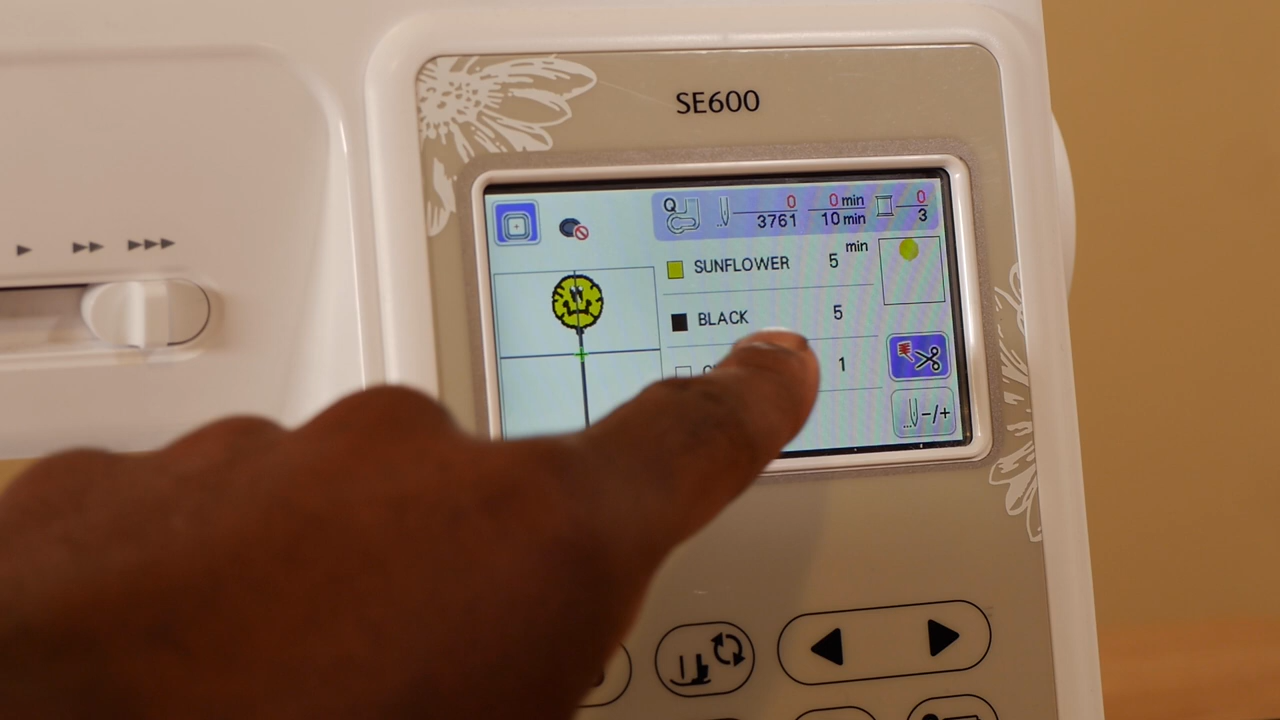 SE600
Q 0 0 min 0
3761 10 min 3
min
SUNFLOWER 5
BLACK 5
1
-/+